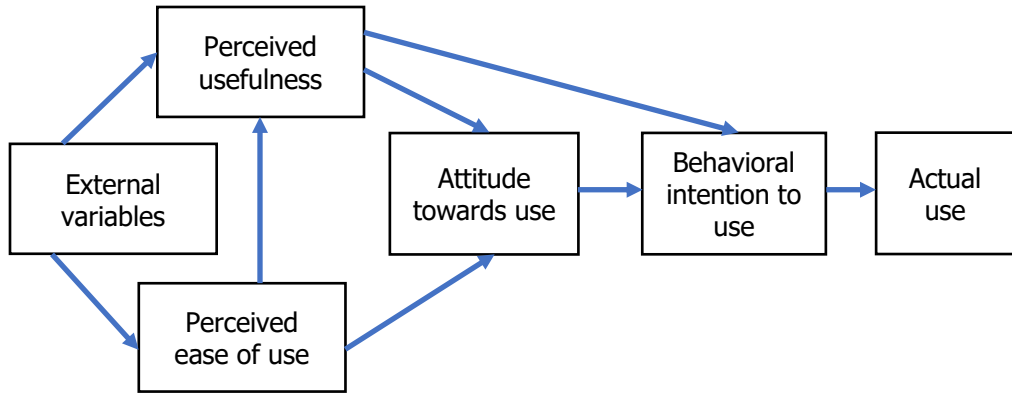 Perceived
usefulness
External
variables
Perceived
ease of use
Attitude
towards use
Behavioral
intention to
use
Actual
use